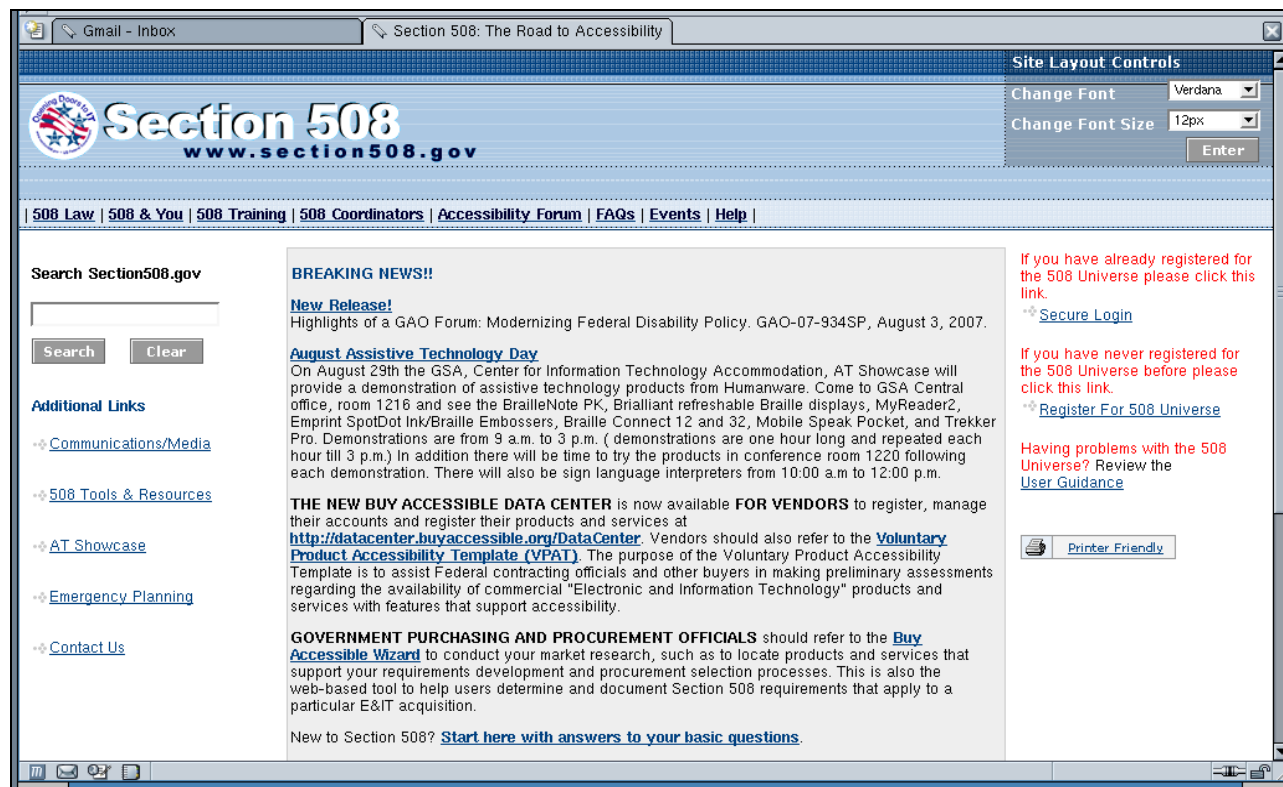 Gmail - Inbox
Section 508: The Road to Accessibility
Site Layout Controls
Change Font
Verdana
Change Font Size
12px
Enter
Opening Doors to IT
Section 508
www.section508.gov
| 508 Law | 508 & You | 508 Training | 508 Coordinators | Accessibility Forum | FAQs | Events | Help |
Search Section508.gov
Search
Clear
Additional Links
Communications/Media
508 Tools & Resources
AT Showcase
Emergency Planning
Contact Us
BREAKING NEWS!!
New Release!
Highlights of a GAO Forum: Modernizing Federal Disability Policy. GAO-07-934SP, August 3, 2007.
August Assistive Technology Day
On August 29th the GSA, Center for Information Technology Accommodation, AT Showcase will
provide a demonstration of assistive technology products from Humanware. Come to GSA Central
office, room 1216 and see the BrailleNote PK, Brialliant refreshable Braille displays, MyReader2,
Emprint SpotDot Ink/Braille Embossers, Braille Connect 12 and 32, Mobile Speak Pocket, and Trekker
Pro. Demonstrations are from 9 a.m. to 3 p.m. ( demonstrations are one hour long and repeated each
hour till 3 p.m.) In addition there will be time to try the products in conference room 1220 following
each demonstration. There will also be sign language interpreters from 10:00 a.m to 12:00 p.m.
THE NEW BUY ACCESSIBLE DATA CENTER is now available FOR VENDORS to register, manage
their accounts and register their products and services at
http://datacenter.buyaccessible.org/DataCenter. Vendors should also refer to the Voluntary
Product Accessibility Template (VPAT). The purpose of the Voluntary Product Accessibility
Template is to assist Federal contracting officials and other buyers in making preliminary assessments
regarding the availability of commercial "Electronic and Information Technology" products and
services with features that support accessibility.
GOVERNMENT PURCHASING AND PROCUREMENT OFFICIALS should refer to the Buy
Accessible Wizard to conduct your market research, such as to locate products and services that
support your requirements development and procurement selection processes. This is also the
web-based tool to help users determine and document Section 508 requirements that apply to a
particular E&IT acquisition.
New to Section 508? Start here with answers to your basic questions.
If you have already registered for
the 508 Universe please click this
link.
Secure Login
If you have never registered for
the 508 Universe before please
click this link.
Register For 508 Universe
Having problems with the 508
Universe? Review the
User Guidance
Printer Friendly